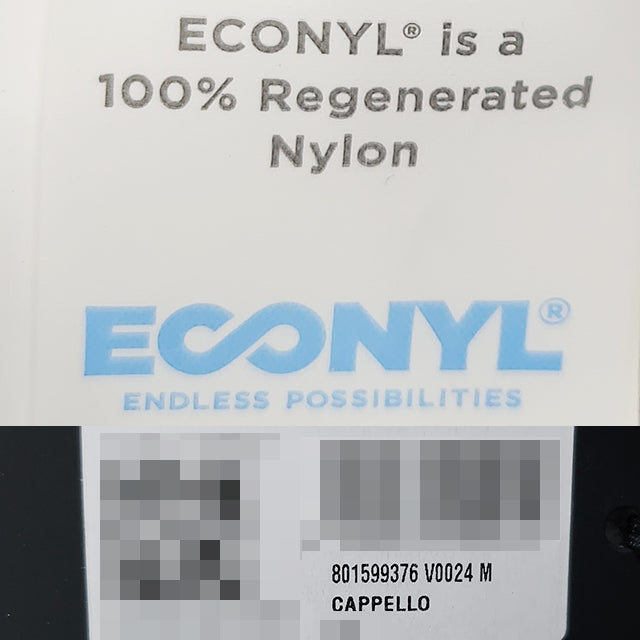 ECONYL® is a
100% Regenerated
Nylon
ECONYL®
ENDLESS POSSIBILITIES
801599376 V0024 M
CAPPELLO